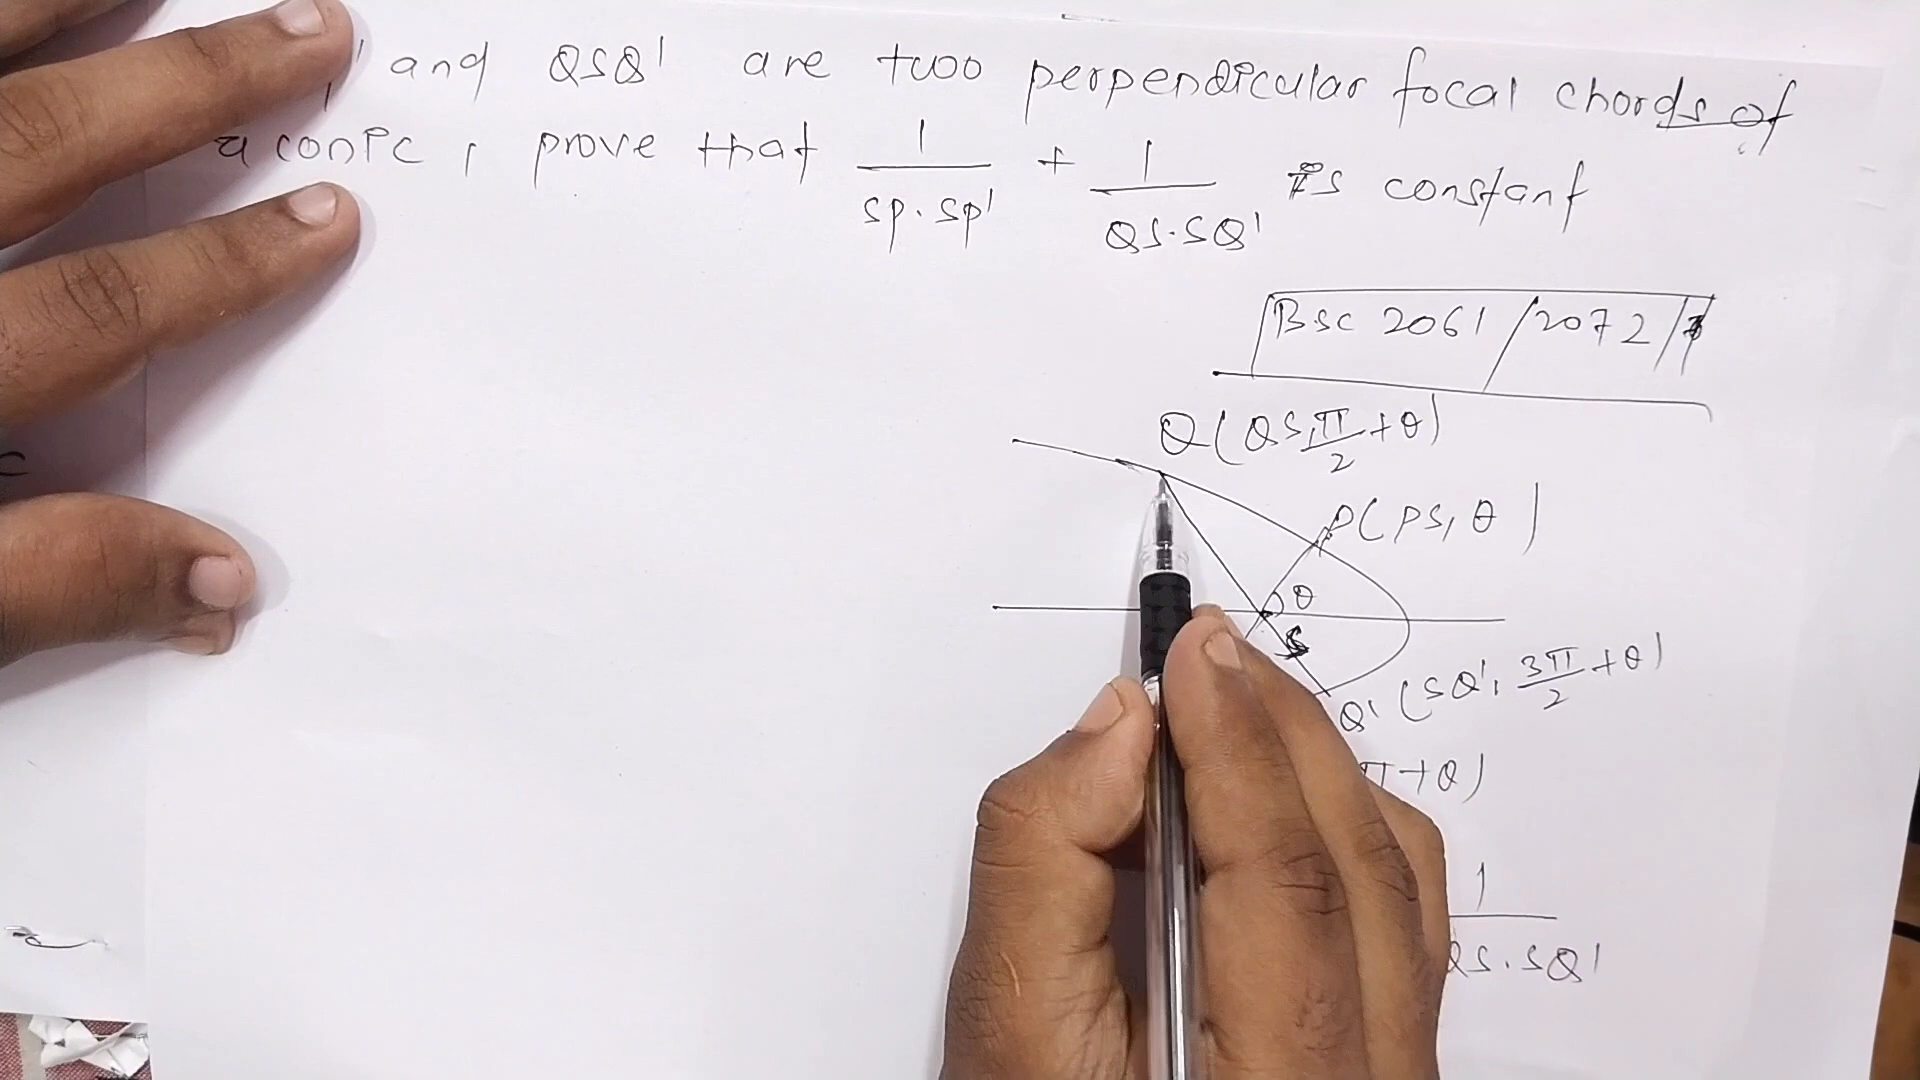 and QSQ' are two perpendicular focal chords of
a conic, prove that 1/SP.SP' + 1/QS.SQ' is constant
BSC 2061 / 2072 /
Q(QS, π/2 + θ)
P(PS, θ)
θ
S
Q' (SQ', 3π/2 + θ)
π+θ)
1
QS.SQ'